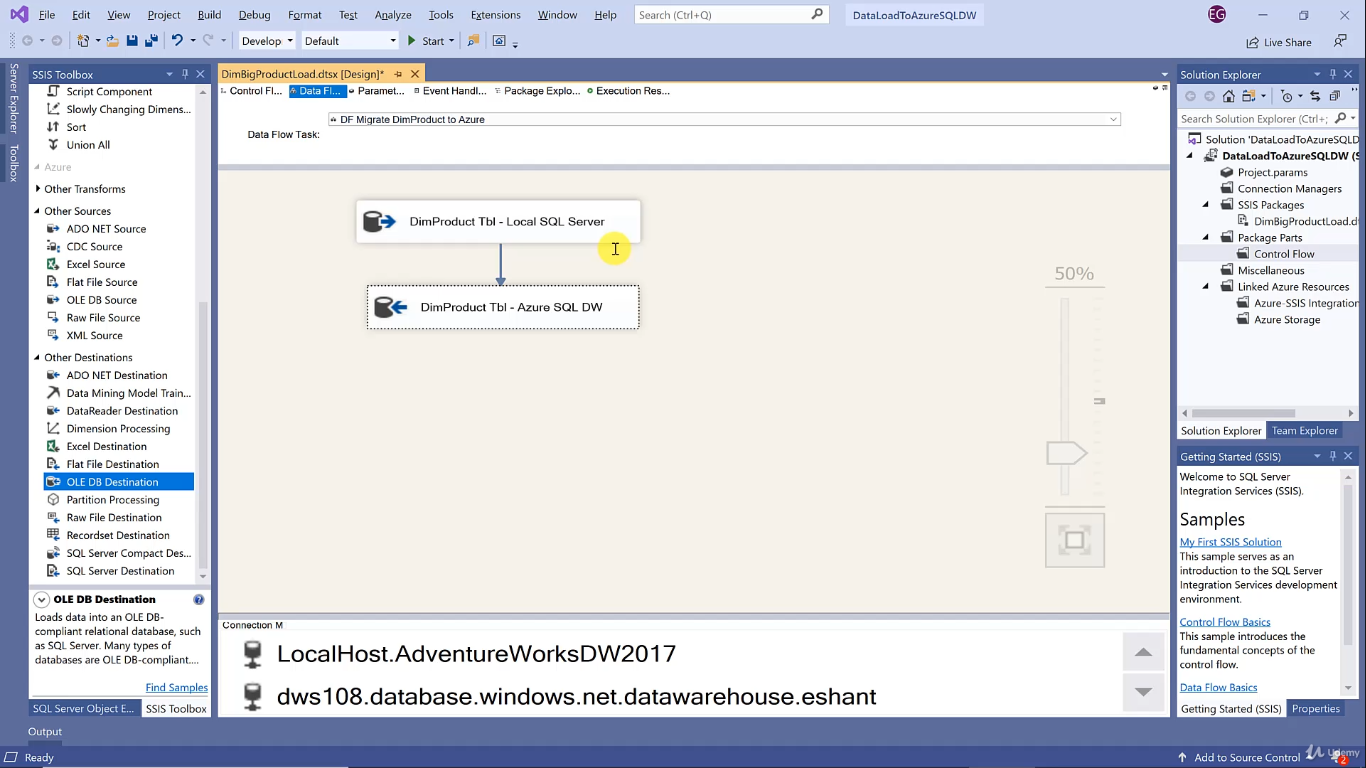 File Edit View Project Build Debug Format Test Analyze Tools Extensions Window Help Search (Ctrl+Q) DataLoadToAzureSQLDW EG
Develop Default Start Live Share
Server Explorer
Toolbox
SSIS Toolbox
Script Component
Slowly Changing Dimens...
Sort
Union All
Azure
Other Transforms
Other Sources
ADO NET Source
CDC Source
Excel Source
Flat File Source
OLE DB Source
Raw File Source
XML Source
Other Destinations
ADO NET Destination
Data Mining Model Train...
DataReader Destination
Dimension Processing
Excel Destination
Flat File Destination
OLE DB Destination
Partition Processing
Raw File Destination
Recordset Destination
SQL Server Compact Des...
SQL Server Destination
OLE DB Destination
Loads data into an OLE DB-
compliant relational database, such
as SQL Server. Many types of
databases are OLE DB-compliant....
Find Samples
SQL Server Object E... SSIS Toolbox
DimBigProductLoad.dtsx [Design]*
Control Fl... Data Fl... Paramet... Event Handl... Package Explo... Execution Res...
Data Flow Task: DF Migrate DimProduct to Azure
DimProduct Tbl - Local SQL Server
DimProduct Tbl - Azure SQL DW
50%
Connection M
LocalHost.AdventureWorksDW2017
dws108.database.windows.net.datawarehouse.eshant
Solution Explorer
Search Solution Explorer (Ctrl+;
Solution 'DataLoadToAzureSQLD
DataLoadToAzureSQLDW (S
Project.params
Connection Managers
SSIS Packages
DimBigProductLoad.d
Package Parts
Control Flow
Miscellaneous
Linked Azure Resources
Azure-SSIS Integration
Azure Storage
Solution Explorer Team Explorer
Getting Started (SSIS)
Welcome to SQL Server
Integration Services (SSIS).
Samples
My First SSIS Solution
This sample serves as an
introduction to the SQL Server
Integration Services development
environment.
Control Flow Basics
This sample introduces the
fundamental concepts of the
control flow.
Data Flow Basics
Getting Started (SSIS) Properties
Output
Ready Add to Source Control 2
Udemy